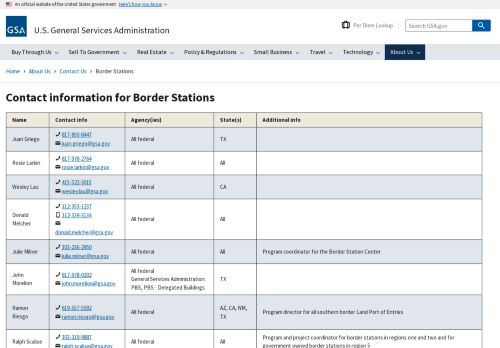 An official website of the United States government Here's how you know
GSA
U.S. General Services Administration
Per Diem Lookup
Search GSA.gov
Buy Through Us
Sell To Government
Real Estate
Policy & Regulations
Small Business
Travel
Technology
About Us
Home > About Us > Contact Us > Border Stations
Contact information for Border Stations
Name Contact info Agency(ies) State(s) Additional info
Juan Griego
817-850-8447
juan.griego@gsa.gov
All federal
TX
Rosie Larkin
817-978-2764
rosie.larkin@gsa.gov
All federal
All
Wesley Lau
415-522-3015
wesley.lau@gsa.gov
All federal
CA
Donald
Melcher
312-353-1237
312-339-3134
donald.melcher@gsa.gov
All federal
All
Julie Milner
303-236-2950
julie.milner@gsa.gov
All federal
All
Program coordinator for the Border Station Center
John
Morelion
817-978-0202
john.morelion@gsa.gov
All federal
General Services Administration:
PBS, PBS - Delegated Buildings
TX
Ramon
Riesgo
619-557-5092
ramon.riesgo@gsa.gov
All federal
AZ, CA, NM,
TX
Program director for all southern border Land Port of Entries
Ralph Scalise
303-319-9887
ralph.scalise@gsa.gov
All federal
All
Program and project coordinator for border stations in regions one and two and for
government owned border stations in region 5